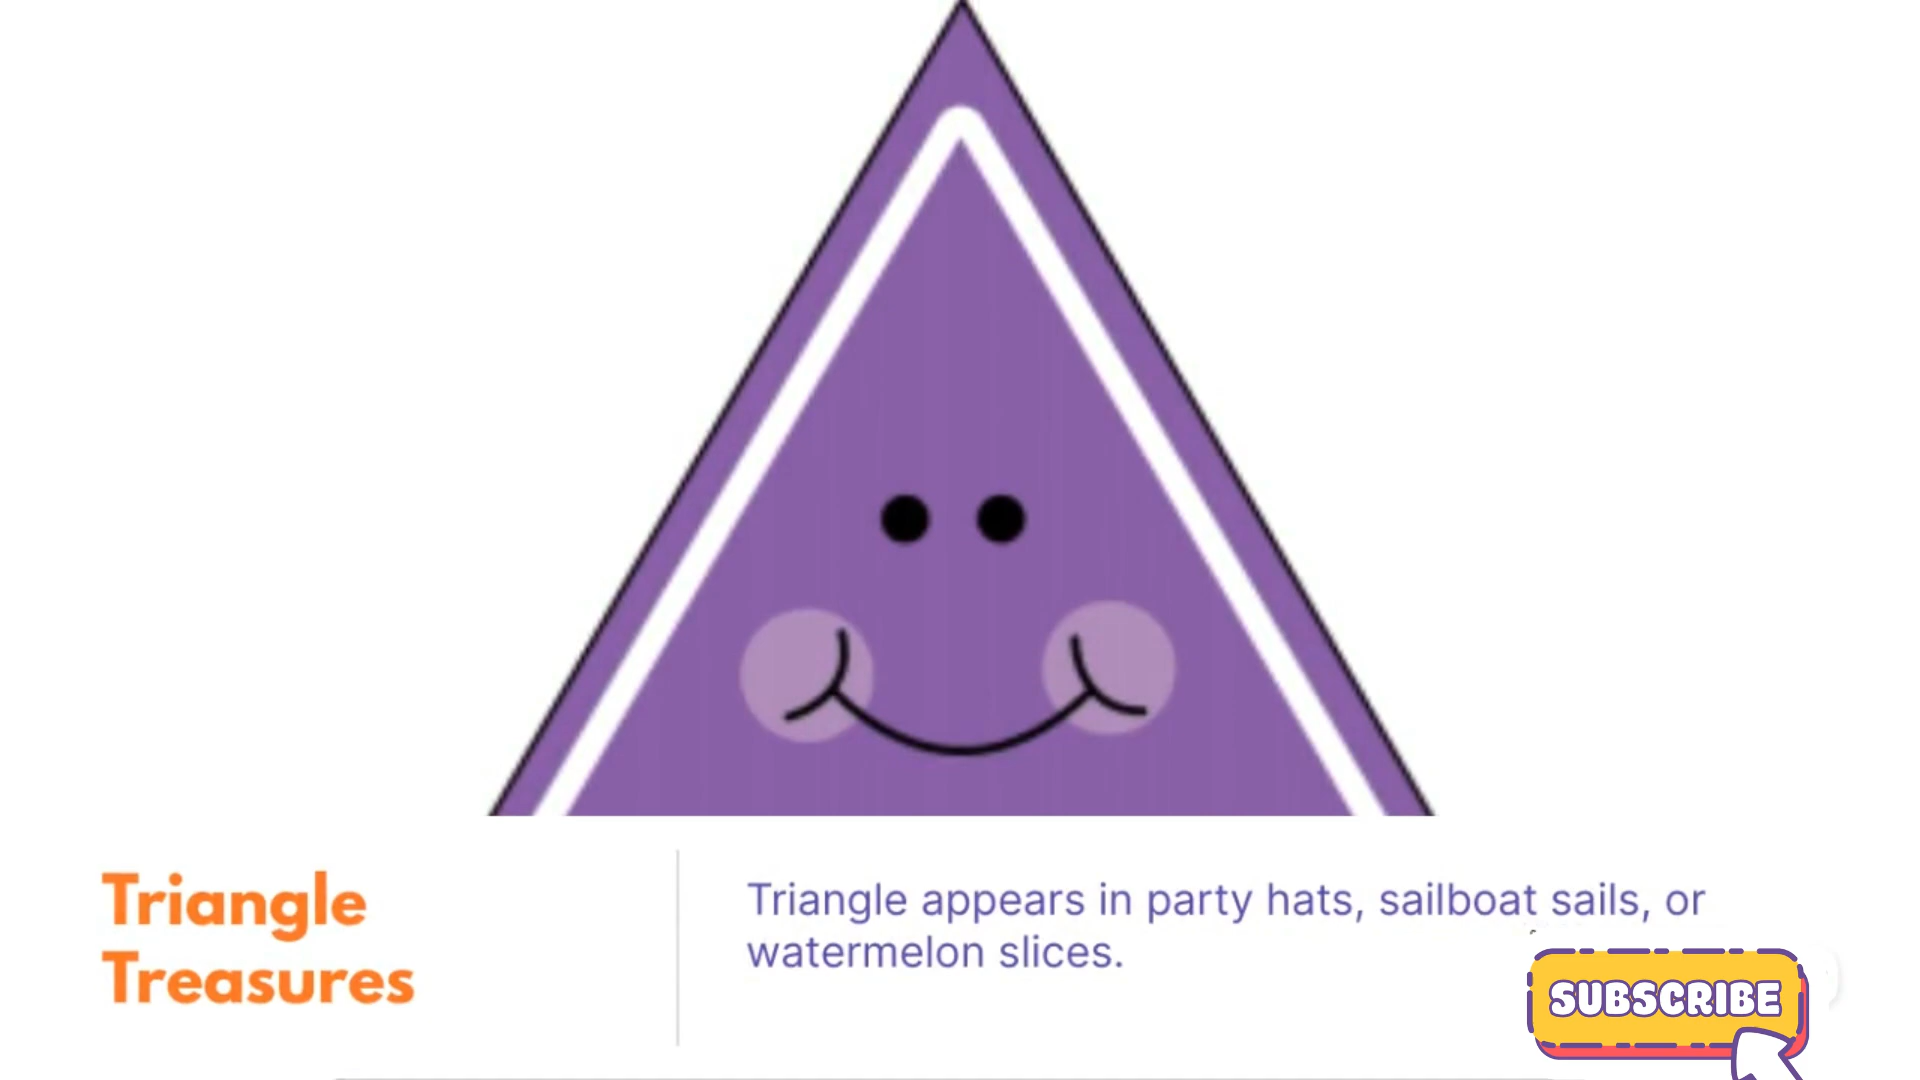 Triangle
Treasures
Triangle appears in party hats, sailboat sails, or
watermelon slices.
SUBSCRIBE